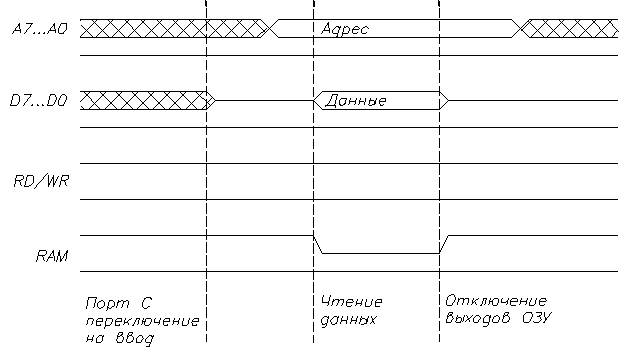 A7...A0 Адрес
D7...D0 Данные
RD/WR
RAM
Порт С
переключение
на ввод
Чтение
данных
Отключение
выходов ОЗУ